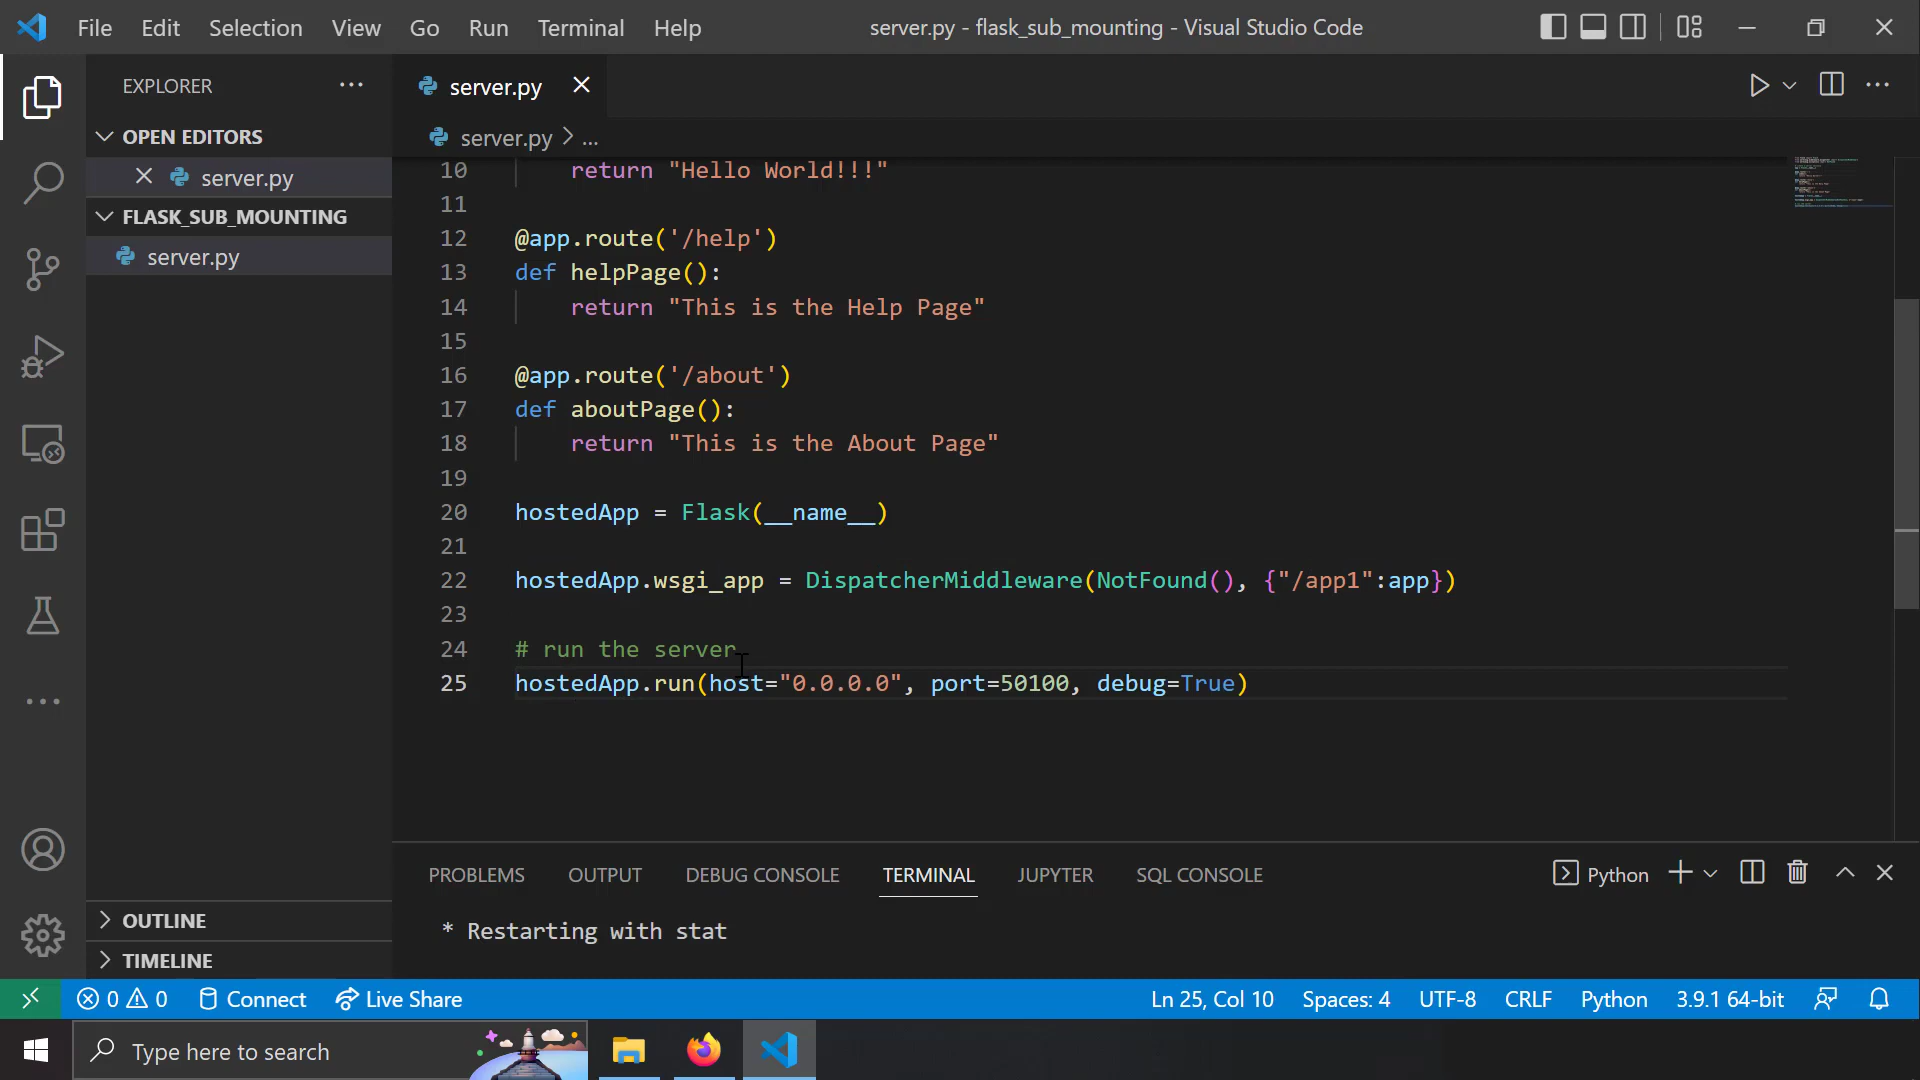 File Edit Selection View Go Run Terminal Help
server.py - flask_sub_mounting - Visual Studio Code
EXPLORER
OPEN EDITORS
server.py
FLASK_SUB_MOUNTING
server.py
OUTLINE
TIMELINE
server.py
server.py > ...
10 return "Hello World!!!"
11
12 @app.route('/help')
13 def helpPage():
14 return "This is the Help Page"
15
16 @app.route('/about')
17 def aboutPage():
18 return "This is the About Page"
19
20 hostedApp = Flask(__name__)
21
22 hostedApp.wsgi_app = DispatcherMiddleware(NotFound(), {"/app1":app})
23
24 # run the server
25 hostedApp.run(host="0.0.0.0", port=50100, debug=True)
PROBLEMS OUTPUT DEBUG CONSOLE TERMINAL JUPYTER SQL CONSOLE
Python
* Restarting with stat
0 0 Connect Live Share
Ln 25, Col 10 Spaces: 4 UTF-8 CRLF Python 3.9.1 64-bit
Type here to search